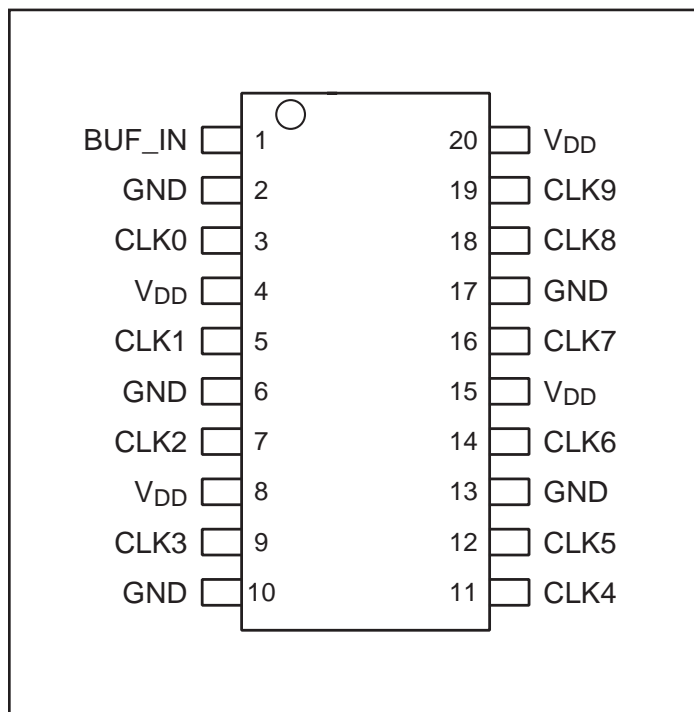 BUF_IN 1 20 VDD
GND 2 19 CLK9
CLK0 3 18 CLK8
VDD 4 17 GND
CLK1 5 16 CLK7
GND 6 15 VDD
CLK2 7 14 CLK6
VDD 8 13 GND
CLK3 9 12 CLK5
GND 10 11 CLK4